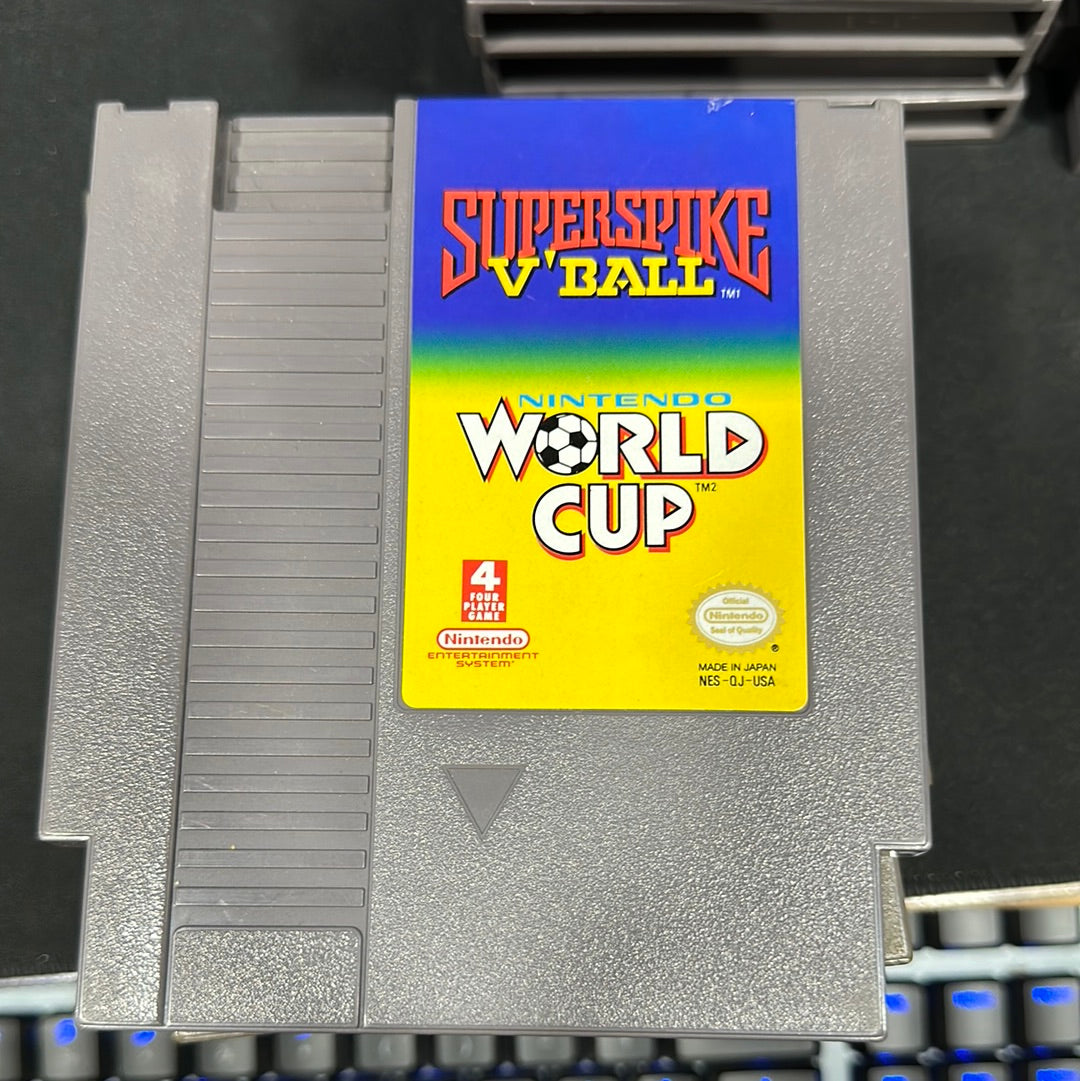 SUPERSPIKE
V'BALL TM1
NINTENDO
WORLD
CUP TM2
4
FOUR
PLAYER
GAME
Nintendo
ENTERTAINMENT
SYSTEM
Official
Nintendo
Seal of Quality
®
MADE IN JAPAN
NES-QJ-USA